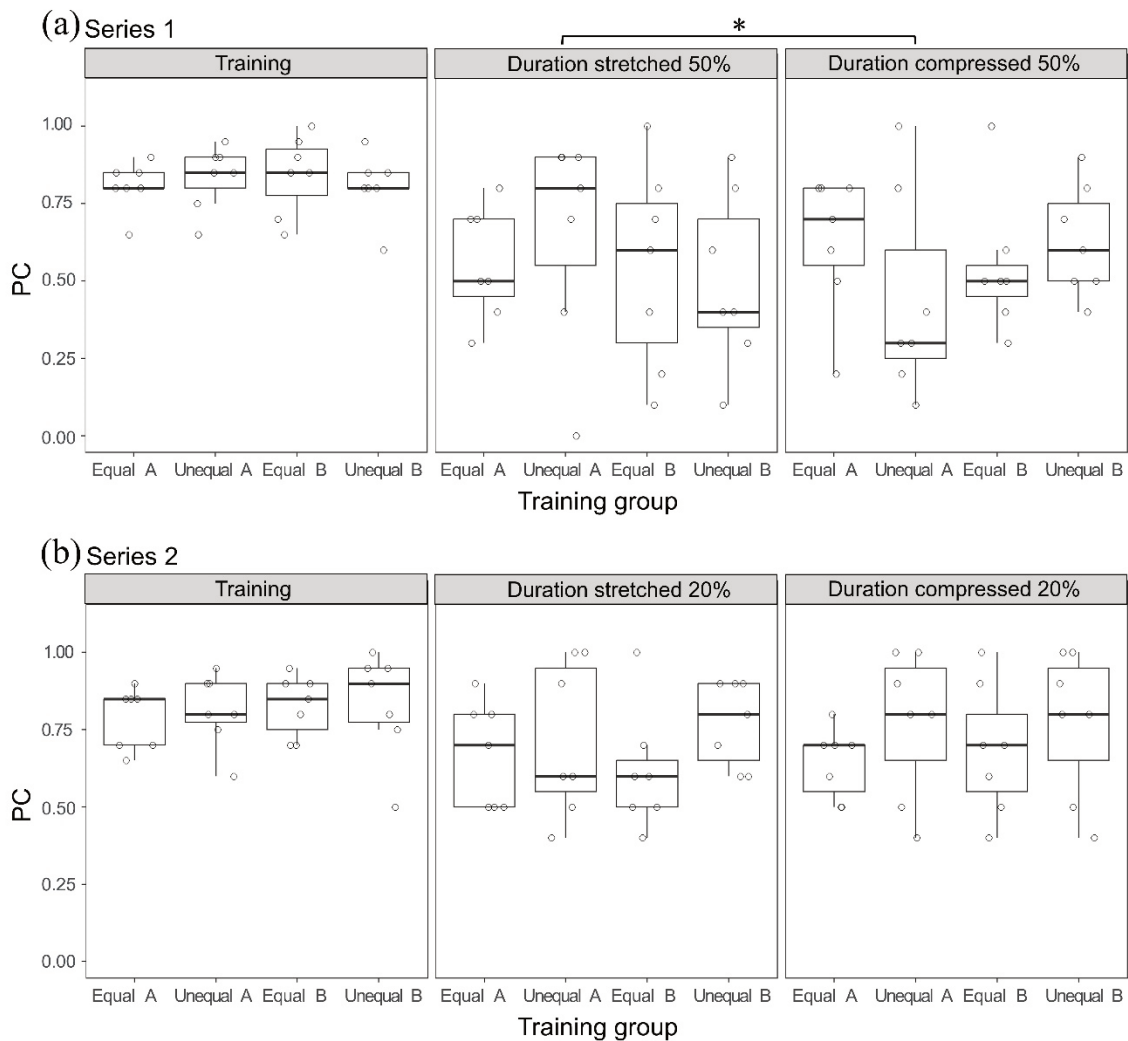 (a) Series 1
*
Training
Duration stretched 50%
Duration compressed 50%
1.00
0.75
0.50
0.25
0.00
PC
Equal A Unequal A Equal B Unequal B
Equal A Unequal A Equal B Unequal B
Equal A Unequal A Equal B Unequal B
Training group
(b) Series 2
Training
Duration stretched 20%
Duration compressed 20%
1.00
0.75
0.50
0.25
0.00
PC
Equal A Unequal A Equal B Unequal B
Equal A Unequal A Equal B Unequal B
Equal A Unequal A Equal B Unequal B
Training group